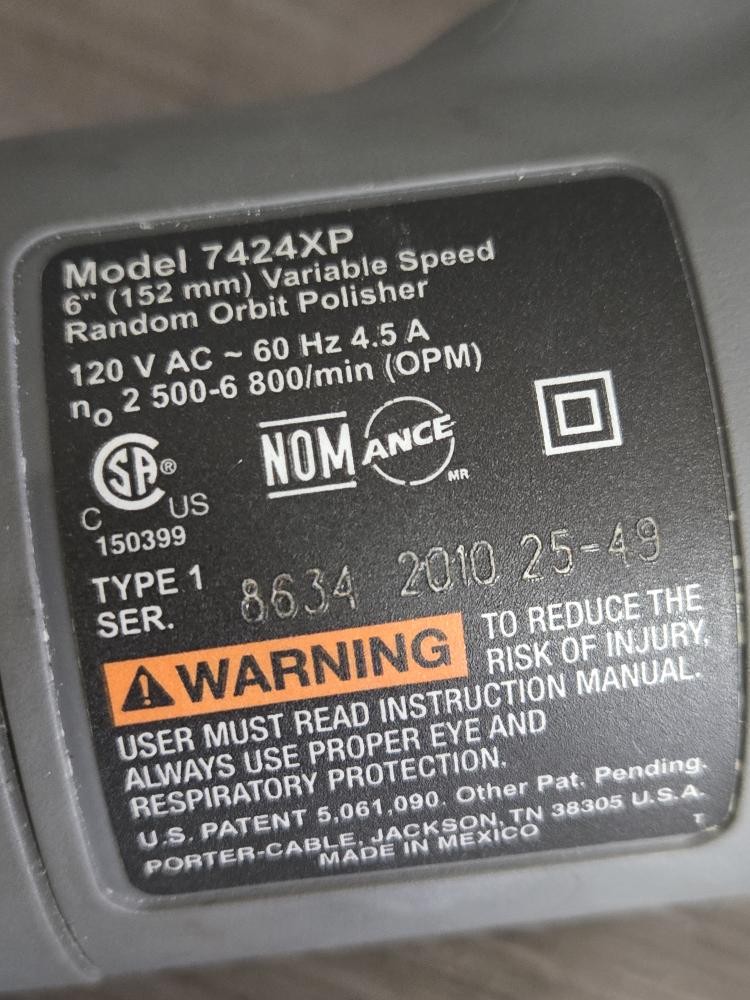 Model 7424XP
6" (152 mm) Variable Speed
Random Orbit Polisher
120 V AC ~ 60 Hz 4.5 A
no 2 500-6 800/min (OPM)
SA®
C US
150399
NOM ANCE
MR
TYPE 1
SER. 8634 2010 25-49
WARNING TO REDUCE THE
RISK OF INJURY,
USER MUST READ INSTRUCTION MANUAL.
ALWAYS USE PROPER EYE AND
RESPIRATORY PROTECTION.
U.S. PATENT 5,061,090. Other Pat. Pending.
PORTER-CABLE, JACKSON, TN 38305 U.S.A.
MADE IN MEXICO
T